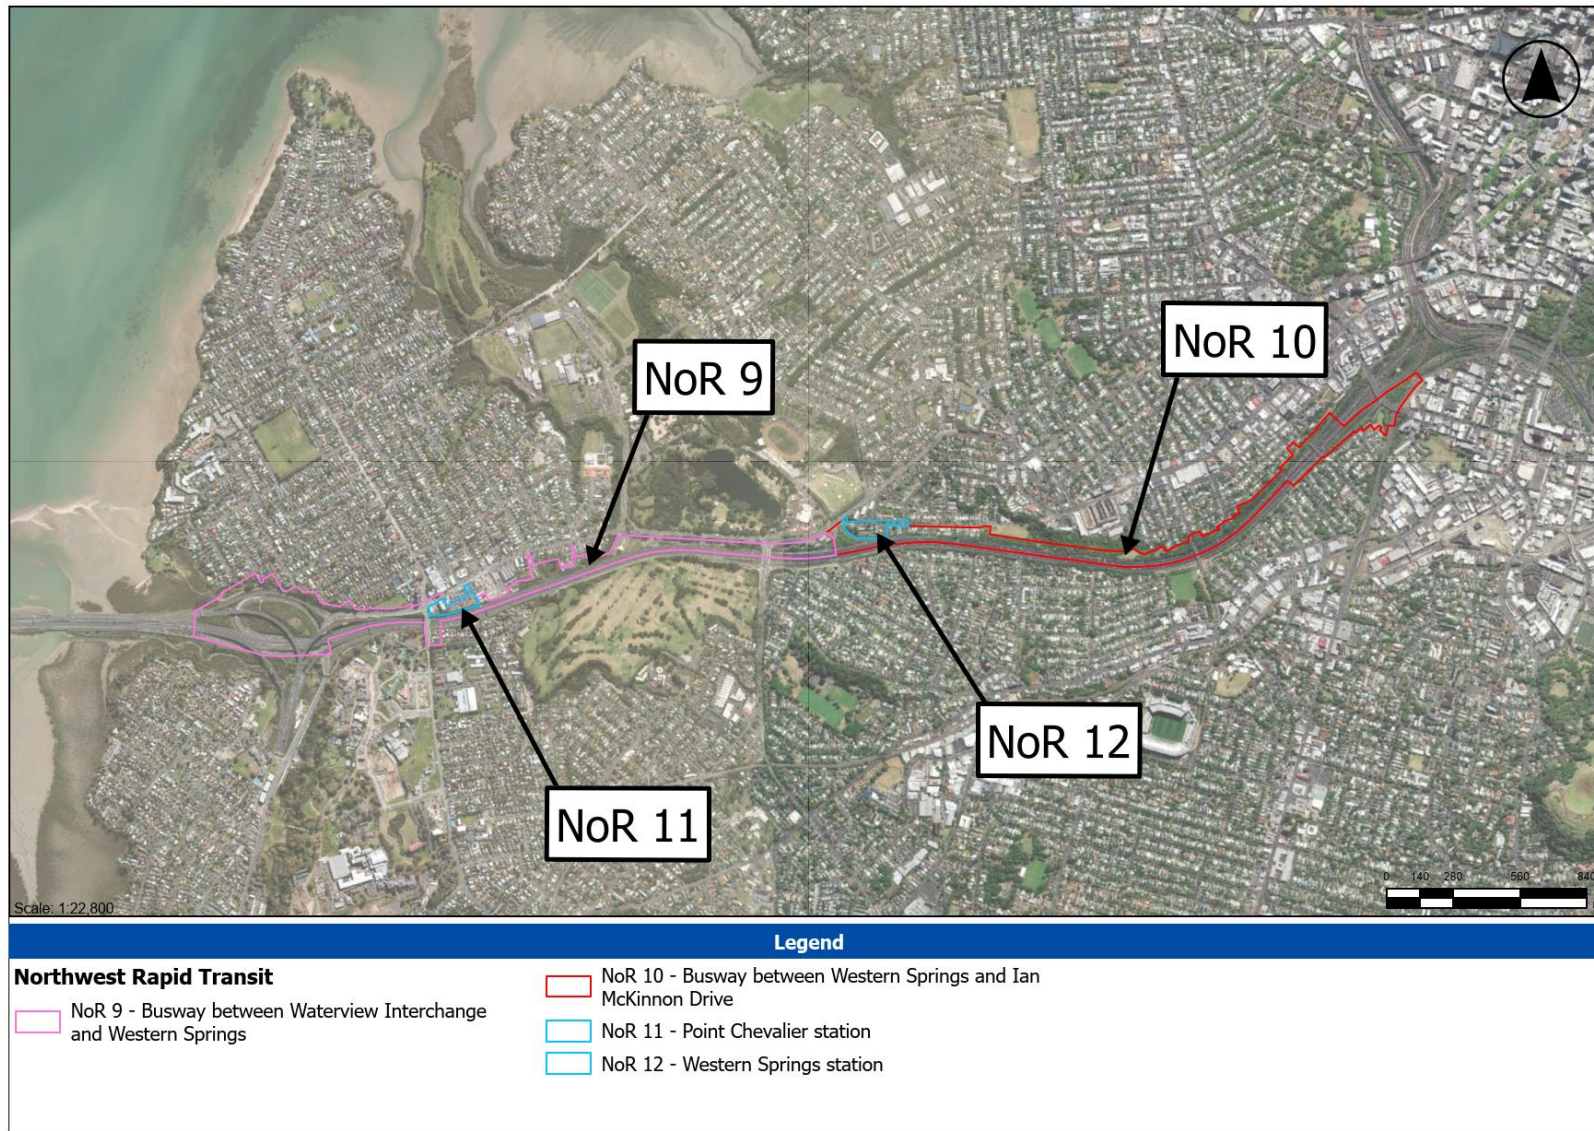 NoR 10
NoR 9
NoR 12
NoR 11
0 140 280 560 840
Scale: 1:22,800
Legend
Northwest Rapid Transit
NoR 9 - Busway between Waterview Interchange
and Western Springs
NoR 10 - Busway between Western Springs and Ian
McKinnon Drive
NoR 11 - Point Chevalier station
NoR 12 - Western Springs station